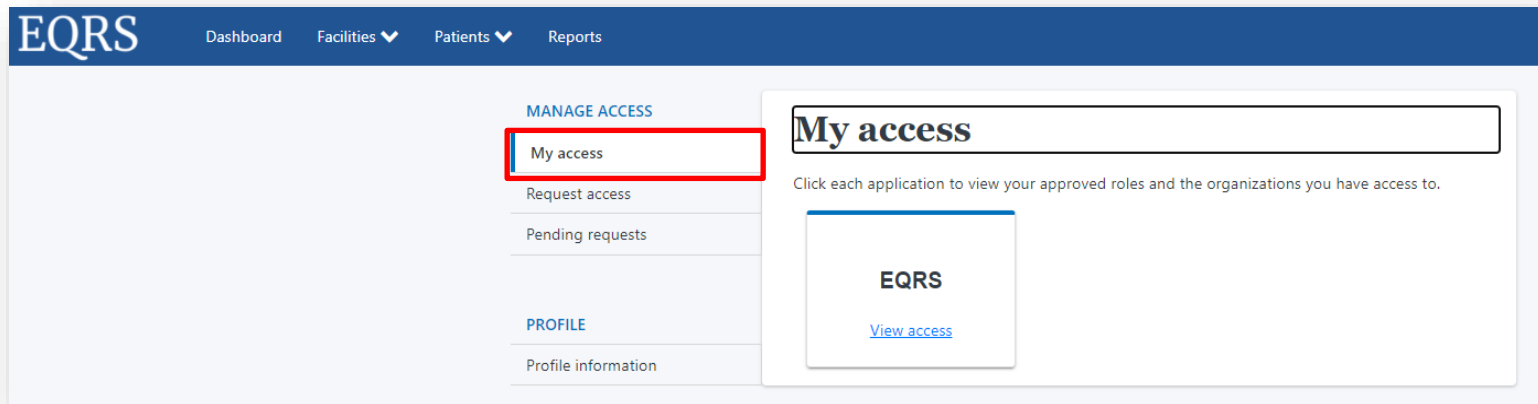 EQRS Dashboard Facilities Patients Reports
MANAGE ACCESS
My access
Request access
Pending requests
PROFILE
Profile information
My access
Click each application to view your approved roles and the organizations you have access to.
EQRS
View access